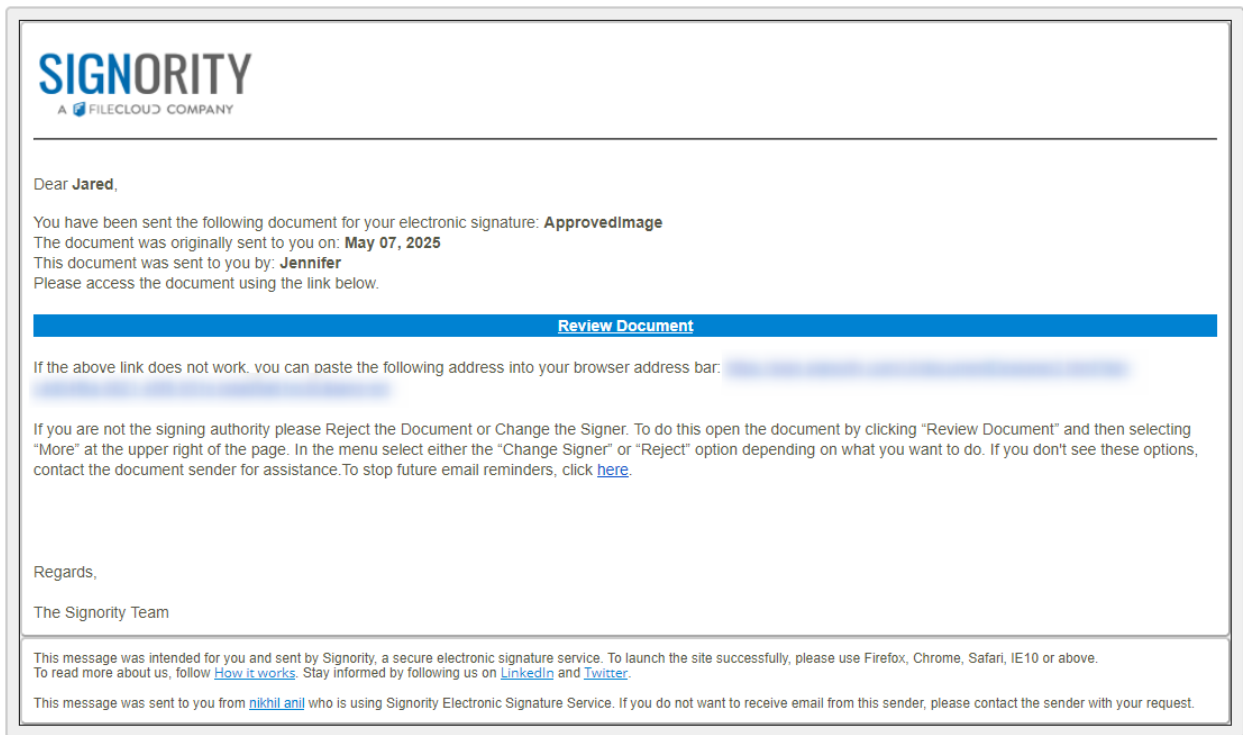 SIGNORITY
A FILECLOUD COMPANY
Dear Jared,
You have been sent the following document for your electronic signature: ApprovedImage
The document was originally sent to you on: May 07, 2025
This document was sent to you by: Jennifer
Please access the document using the link below.
Review Document
If the above link does not work, you can paste the following address into your browser address bar:
If you are not the signing authority please Reject the Document or Change the Signer. To do this open the document by clicking “Review Document” and then selecting
“More” at the upper right of the page. In the menu select either the “Change Signer” or “Reject” option depending on what you want to do. If you don't see these options,
contact the document sender for assistance.To stop future email reminders, click here.
Regards,
The Signority Team
This message was intended for you and sent by Signority, a secure electronic signature service. To launch the site successfully, please use Firefox, Chrome, Safari, IE10 or above.
To read more about us, follow How it works. Stay informed by following us on LinkedIn and Twitter.
This message was sent to you from nikhil anil who is using Signority Electronic Signature Service. If you do not want to receive email from this sender, please contact the sender with your request.